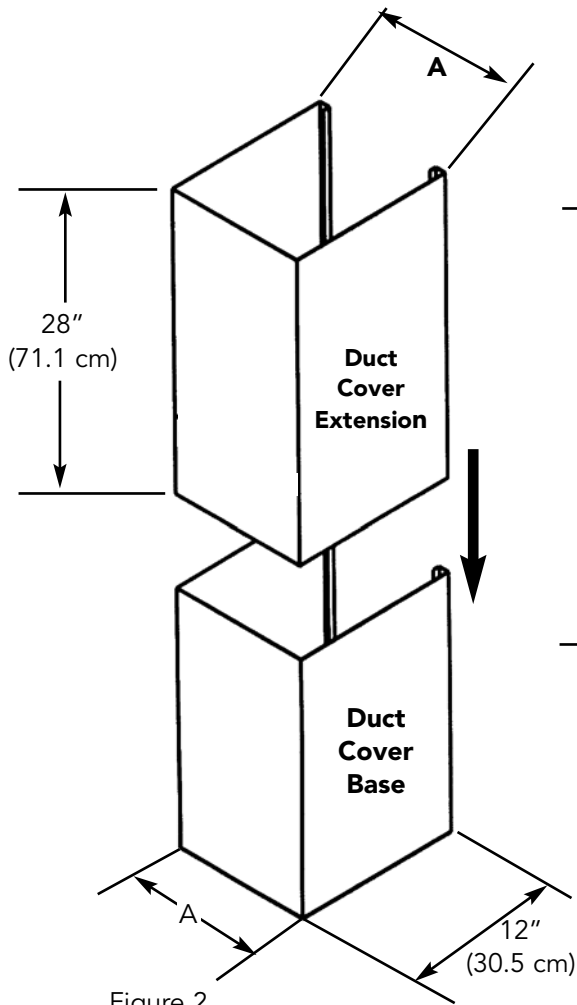 A
28”
(71.1 cm)
Duct
Cover
Extension
Duct
Cover
Base
A
12”
(30.5 cm)
Figure 2